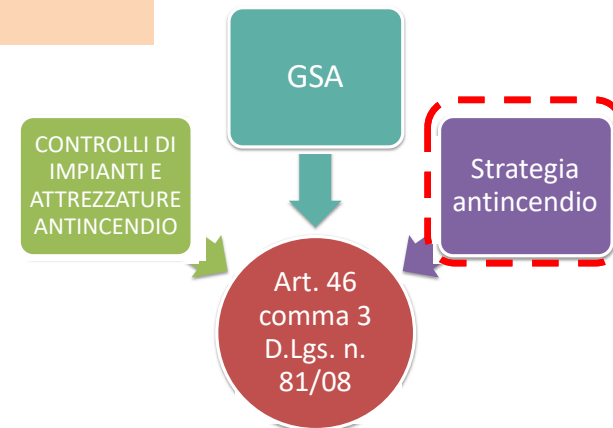 GSA
CONTROLLI DI
IMPIANTI E
ATTREZZATURE
ANTINCENDIO
Strategia
antincendio
Art. 46
comma 3
D.Lgs. n.
81/08